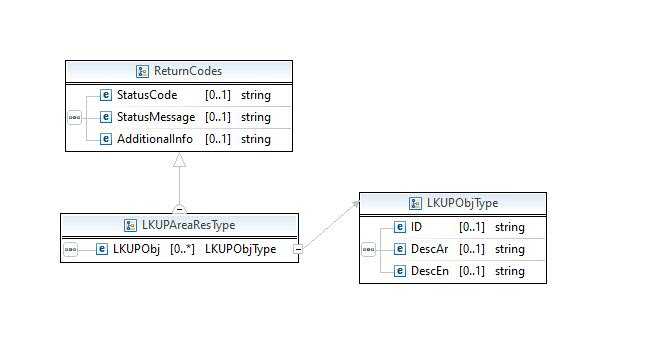 ReturnCodes
StatusCode [0..1] string
StatusMessage [0..1] string
AdditionalInfo [0..1] string
LKUPAreaResType
LKUPObj [0..*] LKUPObjType
LKUPObjType
ID [0..1] string
DescAr [0..1] string
DescEn [0..1] string